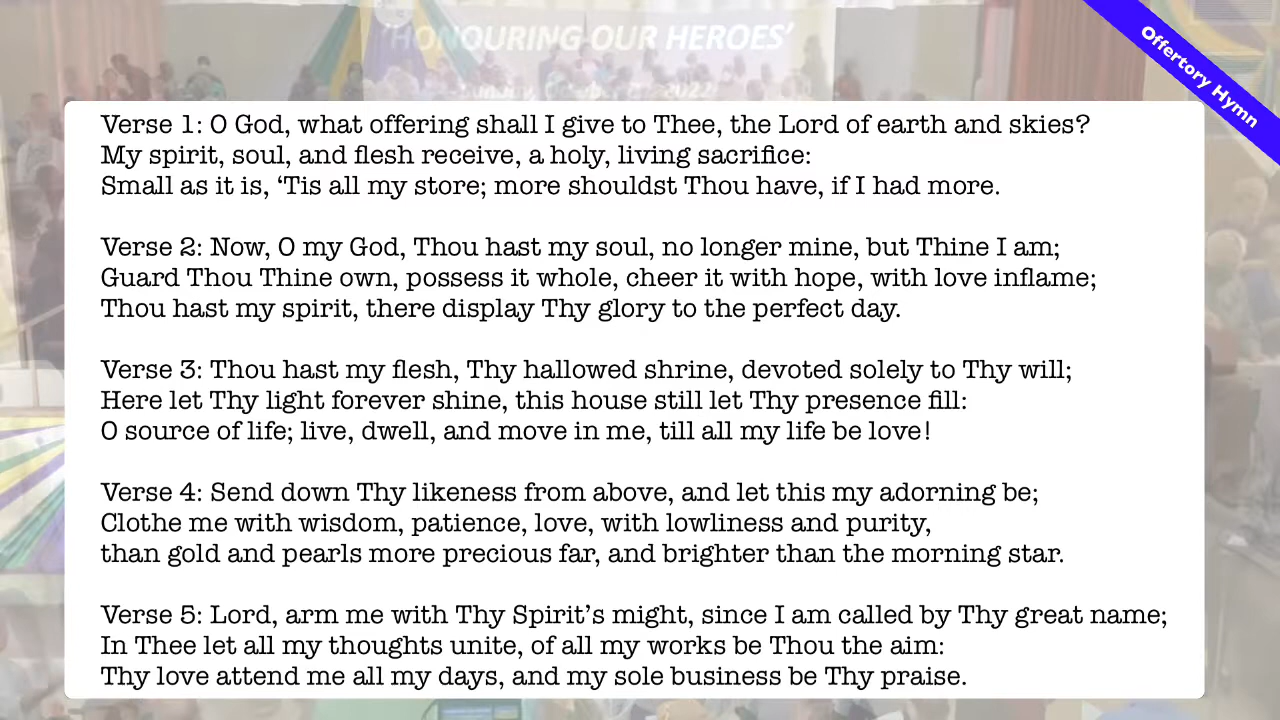 'HONOURING OUR HEROES'
Offertory Hymn
Verse 1: O God, what offering shall I give to Thee, the Lord of earth and skies?
My spirit, soul, and flesh receive, a holy, living sacrifice:
Small as it is, ‘Tis all my store; more shouldst Thou have, if I had more.
Verse 2: Now, O my God, Thou hast my soul, no longer mine, but Thine I am;
Guard Thou Thine own, possess it whole, cheer it with hope, with love inflame;
Thou hast my spirit, there display Thy glory to the perfect day.
Verse 3: Thou hast my flesh, Thy hallowed shrine, devoted solely to Thy will;
Here let Thy light forever shine, this house still let Thy presence fill:
O source of life; live, dwell, and move in me, till all my life be love!
Verse 4: Send down Thy likeness from above, and let this my adorning be;
Clothe me with wisdom, patience, love, with lowliness and purity,
than gold and pearls more precious far, and brighter than the morning star.
Verse 5: Lord, arm me with Thy Spirit’s might, since I am called by Thy great name;
In Thee let all my thoughts unite, of all my works be Thou the aim:
Thy love attend me all my days, and my sole business be Thy praise.